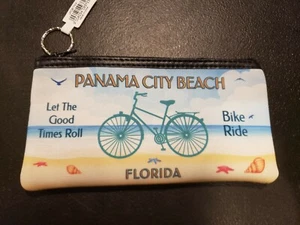 PANAMA CITY BEACH
Let The
Good
Times Roll
Bike
Ride
FLORIDA